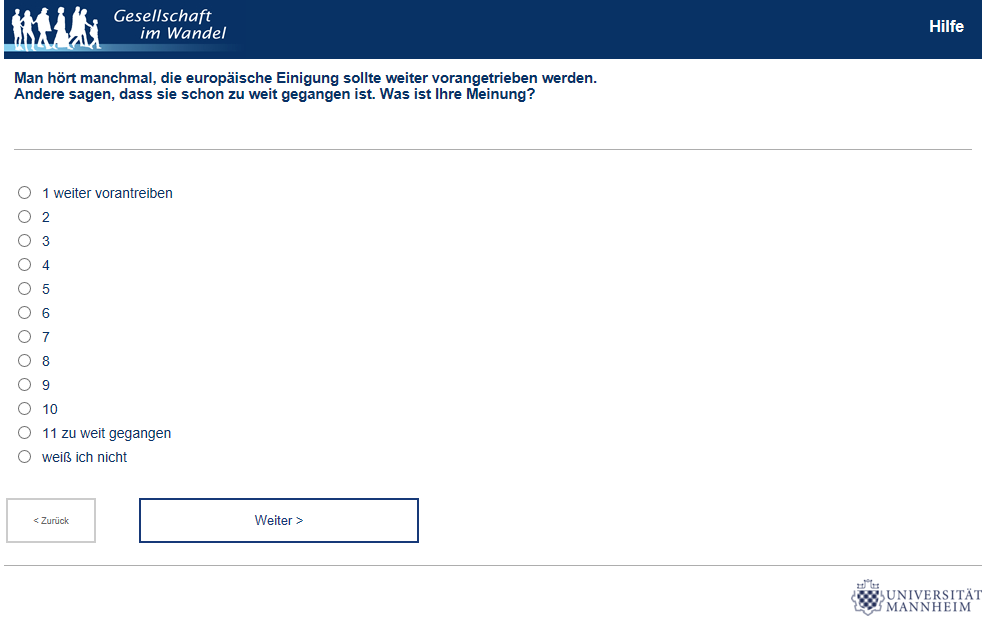 Gesellschaft
im Wandel
Hilfe
Man hört manchmal, die europäische Einigung sollte weiter vorangetrieben werden.
Andere sagen, dass sie schon zu weit gegangen ist. Was ist Ihre Meinung?
1 weiter vorantreiben
2
3
4
5
6
7
8
9
10
11 zu weit gegangen
weiß ich nicht
< Zurück
Weiter >
UNIVERSITÄT
MANNHEIM